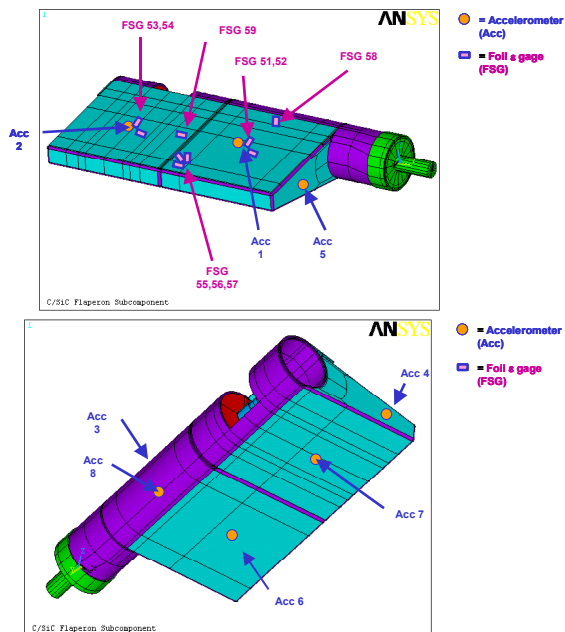 1
ANSYS
FSG 53,54
FSG 59
FSG 51,52
FSG 58
Acc
2
Acc
1
Acc
5
FSG
55,56,57
C/SiC Flaperon Subcomponent
= Accelerometer
(Acc)
= Foil ε gage
(FSG)
1
ANSYS
Acc 4
Acc
3
Acc
8
Acc 7
Acc 6
C/SiC Flaperon Subcomponent
= Accelerometer
(Acc)
= Foil ε gage
(FSG)